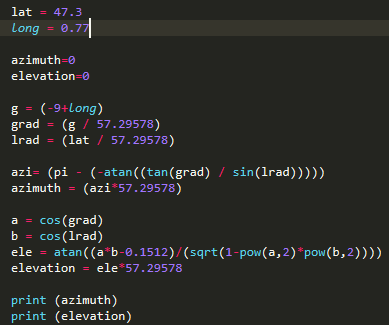 lat = 47.3
long = 0.77
azimuth=0
elevation=0
g = (-9+long)
grad = (g / 57.29578)
lrad = (lat / 57.29578)
azi= (pi - (-atan((tan(grad) / sin(lrad)))))
azimuth = (azi*57.29578)
a = cos(grad)
b = cos(lrad)
ele = atan((a*b-0.1512)/(sqrt(1-pow(a,2)*pow(b,2))))
elevation = ele*57.29578
print (azimuth)
print (elevation)